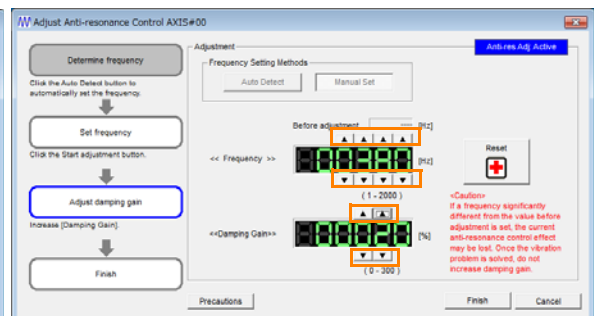 Adjust Anti-resonance Control AXIS#00
Determine frequency
Click the Auto Detect button to
automatically set the frequency.
Set frequency
Click the Start adjustment button.
Adjust damping gain
Increase [Damping Gain].
Finish
Adjustment
Anti-res Adj Active
Frequency Setting Methods
Auto Detect
Manual Set
Before adjustment
---- [Hz]
<< Frequency >>
00380
[Hz]
(1 - 2000 )
<<Damping Gain>>
00020
[%]
( 0 - 300 )
Reset
<Caution>
If a frequency significantly
different from the value before
adjustment is set, the current
anti-resonance control effect
may be lost. Once the vibration
problem is solved, do not
increase damping gain.
Precautions
Finish
Cancel